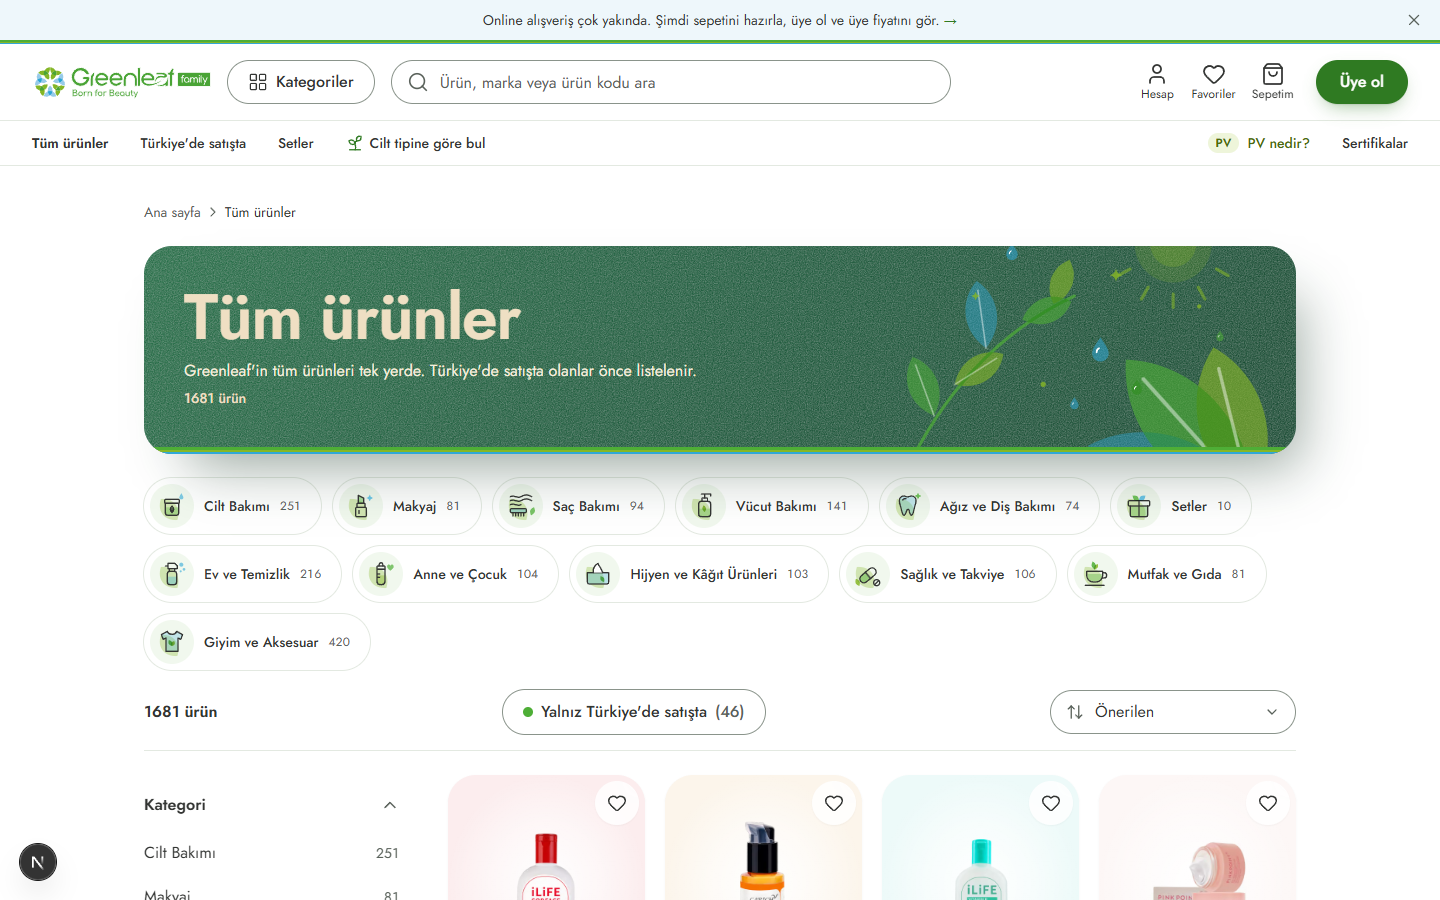 Online alışveriş çok yakında. Şimdi sepetini hazırla, üye ol ve üye fiyatını gör. →
Greenleaf family
Born for Beauty
Kategoriler
Ürün, marka veya ürün kodu ara
Hesap
Favoriler
Sepetim
Üye ol
Tüm ürünler
Türkiye'de satışta
Setler
Cilt tipine göre bul
PV
PV nedir?
Sertifikalar
Ana sayfa
Tüm ürünler
Tüm ürünler
Greenleaf'in tüm ürünleri tek yerde. Türkiye'de satışta olanlar önce listelenir.
1681 ürün
Cilt Bakımı 251
Makyaj 81
Saç Bakımı 94
Vücut Bakımı 141
Ağız ve Diş Bakımı 74
Setler 10
Ev ve Temizlik 216
Anne ve Çocuk 104
Hijyen ve Kâğıt Ürünleri 103
Sağlık ve Takviye 106
Mutfak ve Gıda 81
Giyim ve Aksesuar 420
1681 ürün
Yalnız Türkiye'de satışta (46)
Önerilen
Kategori
Cilt Bakımı 251
Makyaj 81
N
iLiFE
iLiFE